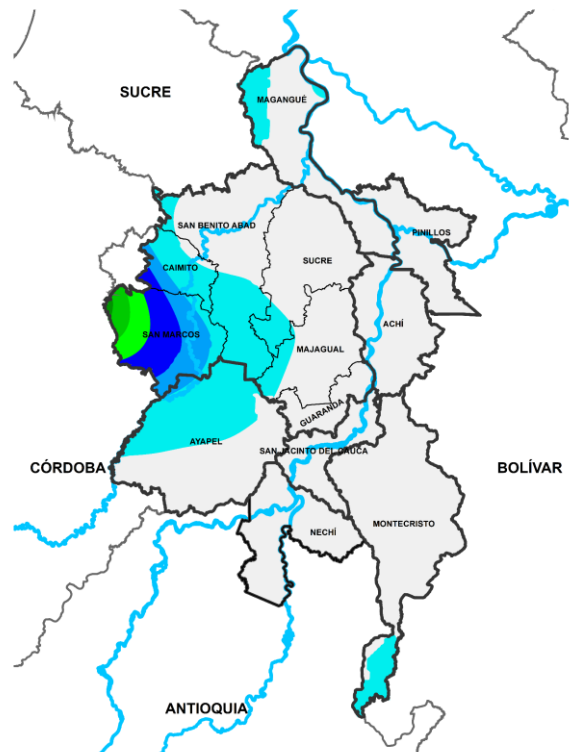 SUCRE
MAGANGUÉ
SAN BENITO ABAD
PINILLOS
CAIMITO
SUCRE
ACHÍ
SAN MARCOS
MAJAGUAL
GUARANDA
AYAPEL
SAN JACINTO DEL CAUCA
CÓRDOBA
BOLÍVAR
MONTECRISTO
NECHÍ
ANTIOQUIA